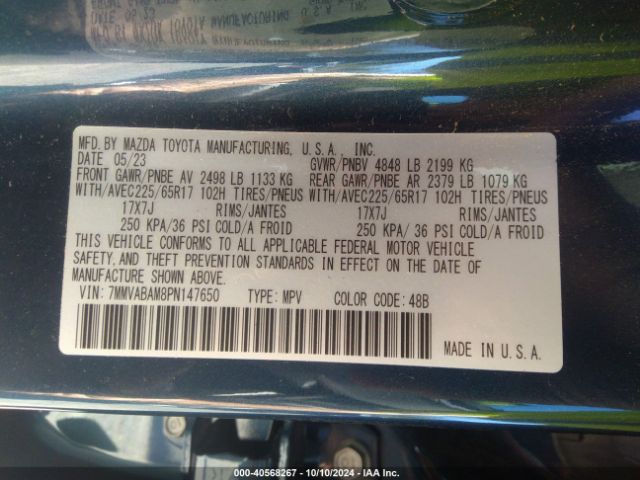 MFD. BY MAZDA TOYOTA MANUFACTURING, U.S.A., INC.
DATE 05/23 GVWR/PNBV 4848 LB 2199 KG
FRONT GAWR/PNBE AV 2498 LB 1133 KG REAR GAWR/PNBE AR 2379 LB 1079 KG
WITH/AVEC225/65R17 102H TIRES/PNEUS WITH/AVEC225/65R17 102H TIRES/PNEUS
17X7J RIMS/JANTES 17X7J RIMS/JANTES
250 KPA/36 PSI COLD/A FROID 250 KPA/36 PSI COLD/A FROID
THIS VEHICLE CONFORMS TO ALL APPLICABLE FEDERAL MOTOR VEHICLE
SAFETY,AND THEFT PREVENTION STANDARDS IN EFFECT ON THE DATE OF
MANUFACTURE SHOWN ABOVE.
VIN: 7MMVABAM8PN147650 TYPE: MPV COLOR CODE: 48B
MADE IN U.S.A.
000-40568267 - 10/10/2024 - IAA Inc.